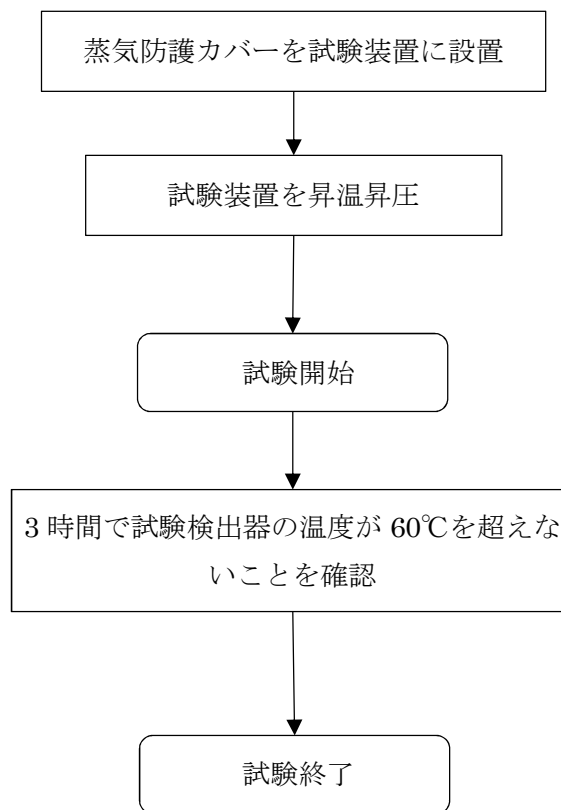 蒸気防護カバーを試験装置に設置
試験装置を昇温昇圧
試験開始
3 時間で試験検出器の温度が 60℃を超えな
いことを確認
試験終了